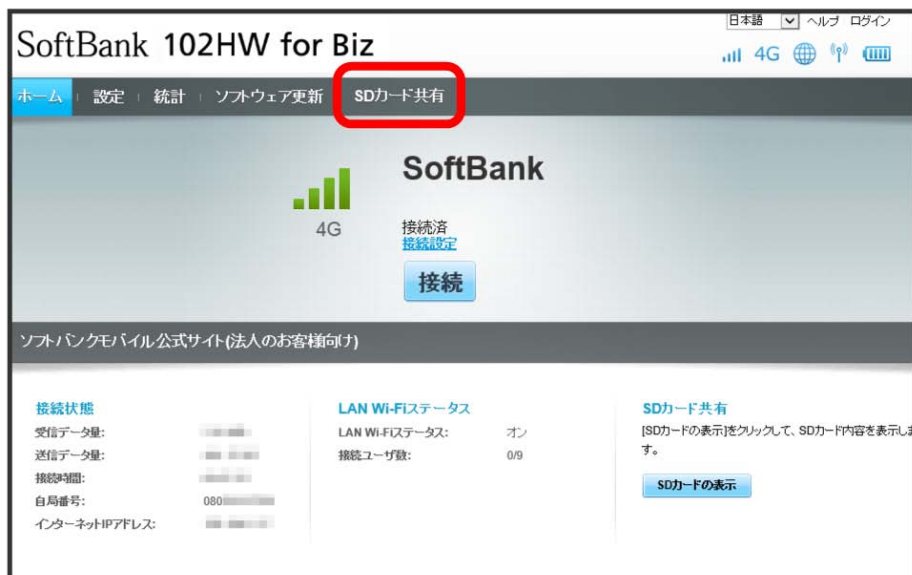 日本語 ヘルプ ログイン
SoftBank 102HW for Biz
4G
ホーム 設定 統計 ソフトウェア更新 SDカード共有
SoftBank
4G
接続済
接続設定
接続
ソフトバンクモバイル公式サイト(法人のお客様向け)
接続状態
受信データ量:
送信データ量:
接続時間:
自局番号: 080
インターネットIPアドレス:
LAN Wi-Fiステータス
LAN Wi-Fiステータス: オン
接続ユーザ数: 0/9
SDカード共有
[SDカードの表示]をクリックして、SDカード内容を表示しま
す。
SDカードの表示